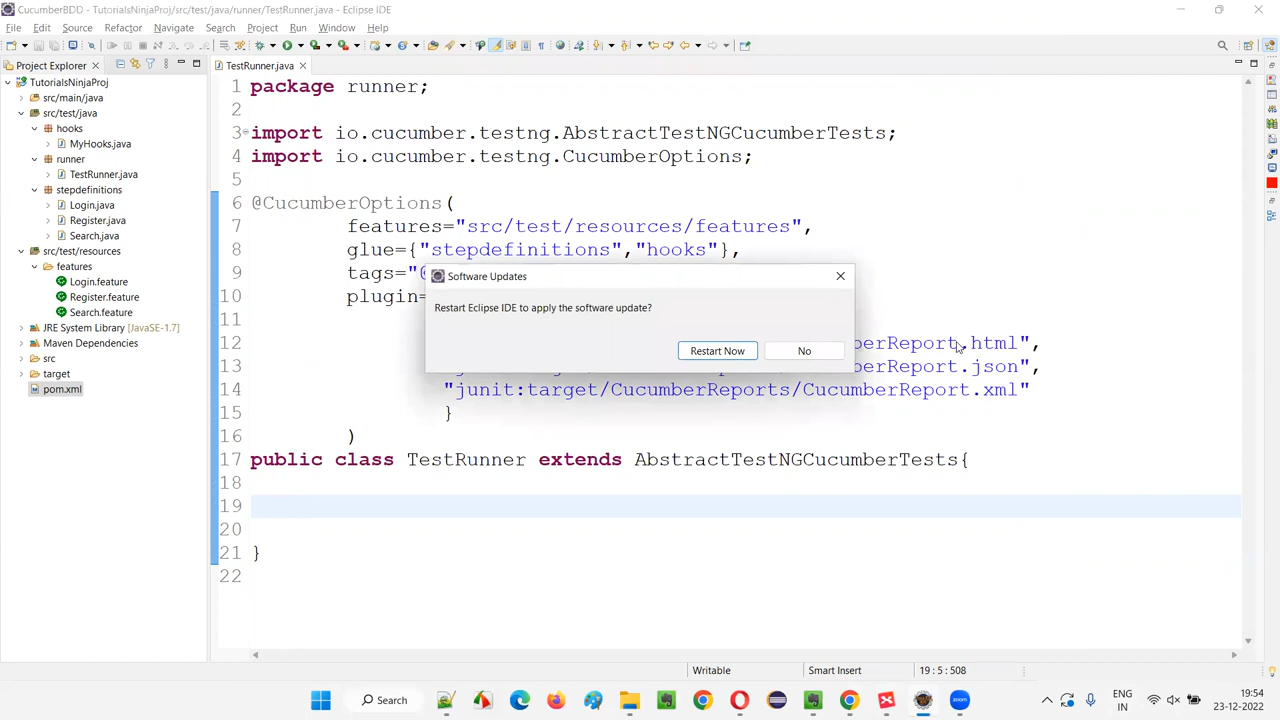 CucumberBDD - TutorialsNinjaProj/src/test/java/runner/TestRunner.java - Eclipse IDE
File Edit Source Refactor Navigate Search Project Run Window Help
Project Explorer
TestRunner.java
TutorialsNinjaProj
src/main/java
src/test/java
hooks
MyHooks.java
runner
TestRunner.java
stepdefinitions
Login.java
Register.java
Search.java
src/test/resources
features
Login.feature
Register.feature
Search.feature
JRE System Library [JavaSE-1.7]
Maven Dependencies
src
target
pom.xml
1 package runner;
2
3 import io.cucumber.testng.AbstractTestNGCucumberTests;
4 import io.cucumber.testng.CucumberOptions;
5
6 @CucumberOptions(
7 features="src/test/resources/features",
8 glue={"stepdefinitions","hooks"},
9 tags="@
10 plugin=
11
12 berReport.html",
13 berReport.json",
14 "junit:target/CucumberReports/CucumberReport.xml"
15 }
16 )
17 public class TestRunner extends AbstractTestNGCucumberTests{
18
19
20
21 }
22
Software Updates
Restart Eclipse IDE to apply the software update?
Restart Now No
Writable Smart Insert 19 : 5 : 508
Search
ENG
IN
19:54
23-12-2022
zoom